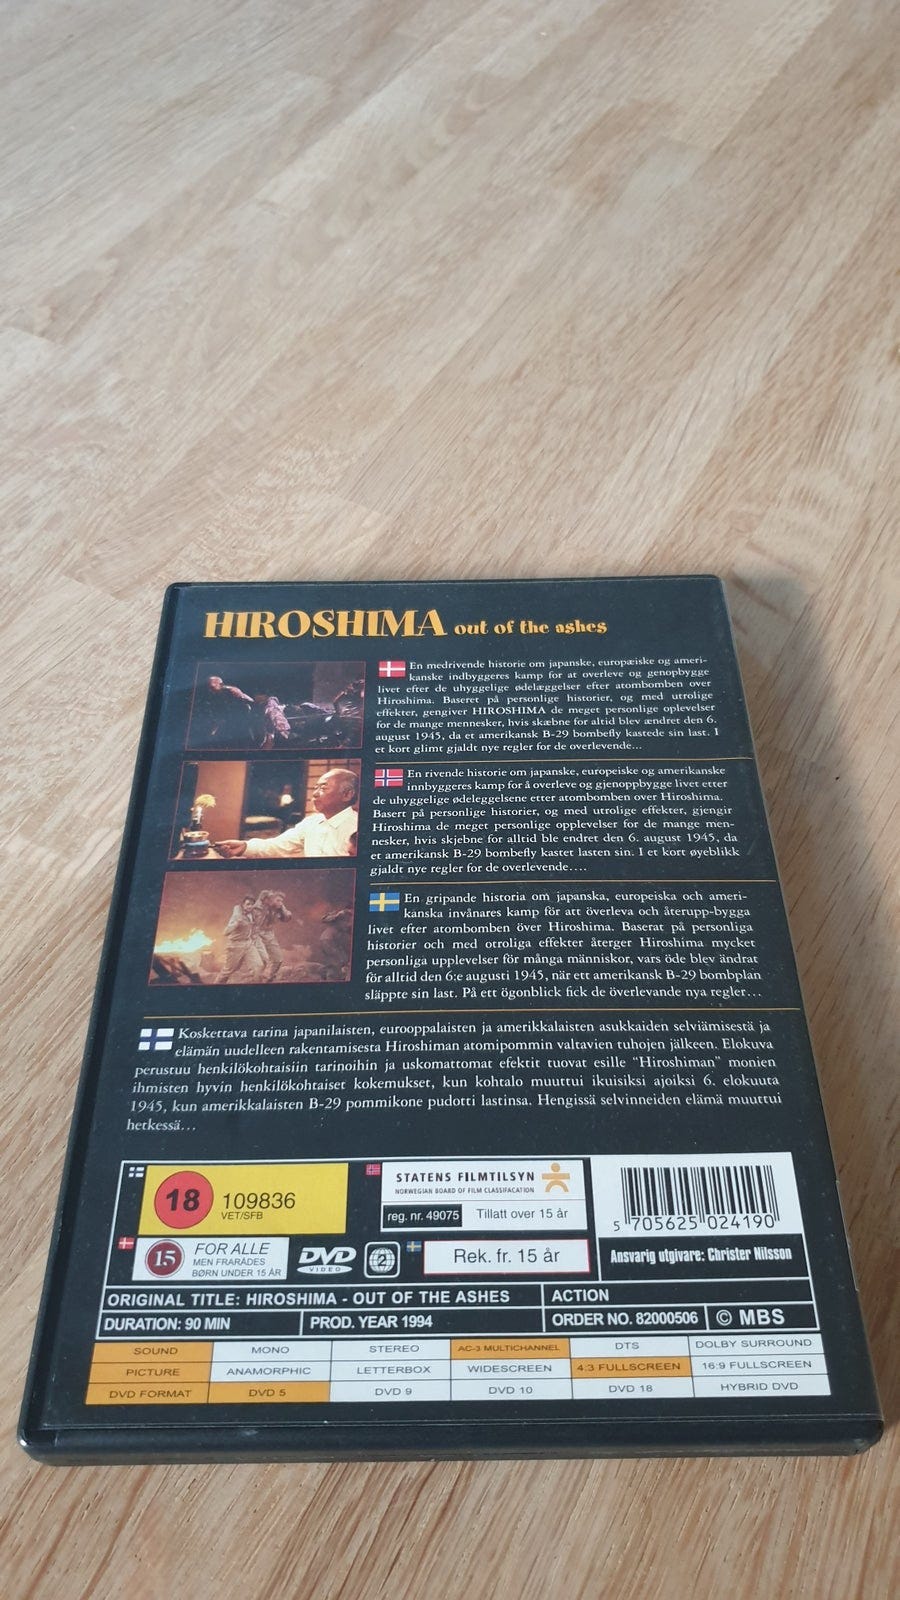 HIROSHIMA out of the ashes
En medrivende historie om japanske, europæiske og ameri-
kanske indbyggeres kamp for at overleve og genopbygge
livet efter de uhyggelige ødelæggelser efter atombomben over
Hiroshima. Baseret på personlige historier, og med utrolige
effekter, gengiver HIROSHIMA de meget personlige oplevelser
for de mange mennesker, hvis skæbne for altid blev ændret den 6.
august 1945, da et amerikansk B-29 bombefly kastede sin last. I
et kort glimt gjaldt nye regler for de overlevende...
En rivende historie om japanske, europeiske og amerikanske
innbyggeres kamp for å overleve og gjenoppbygge livet etter
de uhyggelige ødeleggelsene etter atombomben over Hiroshima.
Basert på personlige historier, og med utrolige effekter, gjengir
Hiroshima de meget personlige opplevelser for de mange men-
nesker, hvis skjebne for alltid ble endret den 6. august 1945, da
et amerikansk B-29 bombefly kastet lasten sin. I et kort øyeblikk
gjaldt nye regler for de overlevende....
En gripande historia om japanska, europeiska och ameri-
kanska invånares kamp för att överleva och återupp-bygga
livet efter atombomben över Hiroshima. Baserat på personliga
historier och med otroliga effekter återger Hiroshima mycket
personliga upplevelser för många människor, vars öde blev ändrat
för alltid den 6:e augusti 1945, när ett amerikansk B-29 bombplan
släppte sin last. På ett ögonblick fick de överlevande nya regler...
Koskettava tarina japanilaisten, eurooppalaisten ja amerikkalaisten asukkaiden selviämisestä ja
elämän uudelleen rakentamisesta Hiroshiman atomipommin valtavien tuhojen jälkeen. Elokuva
perustuu henkilökohtaisiin tarinoihin ja uskomattomat efektit tuovat esille "Hiroshiman" monien
ihmisten hyvin henkilökohtaiset kokemukset, kun kohtalo muuttui ikuisiksi ajoiksi 6. elokuuta
1945, kun amerikkalaisten B-29 pommikone pudotti lastinsa. Hengissä selvinneiden elämä muuttui
hetkessä...
18 109836
VET/SFB
STATENS FILMTILSYN
NORWEGIAN BOARD OF FILM CLASSIFACATION
reg. nr. 49075 Tillatt over 15 år
5 705625 024190
15 FOR ALLE
MEN FRARÅDES
BØRN UNDER 15 ÅR
DVD
VIDEO
2
Rek. fr. 15 år
Ansvarig utgivare: Christer Nilsson
ORIGINAL TITLE: HIROSHIMA - OUT OF THE ASHES ACTION
DURATION: 90 MIN PROD. YEAR 1994 ORDER NO. 82000506 © MBS
SOUND MONO STEREO AC-3 MULTICHANNEL DTS DOLBY SURROUND
PICTURE ANAMORPHIC LETTERBOX WIDESCREEN 4:3 FULLSCREEN 16:9 FULLSCREEN
DVD FORMAT DVD 5 DVD 9 DVD 10 DVD 18 HYBRID DVD